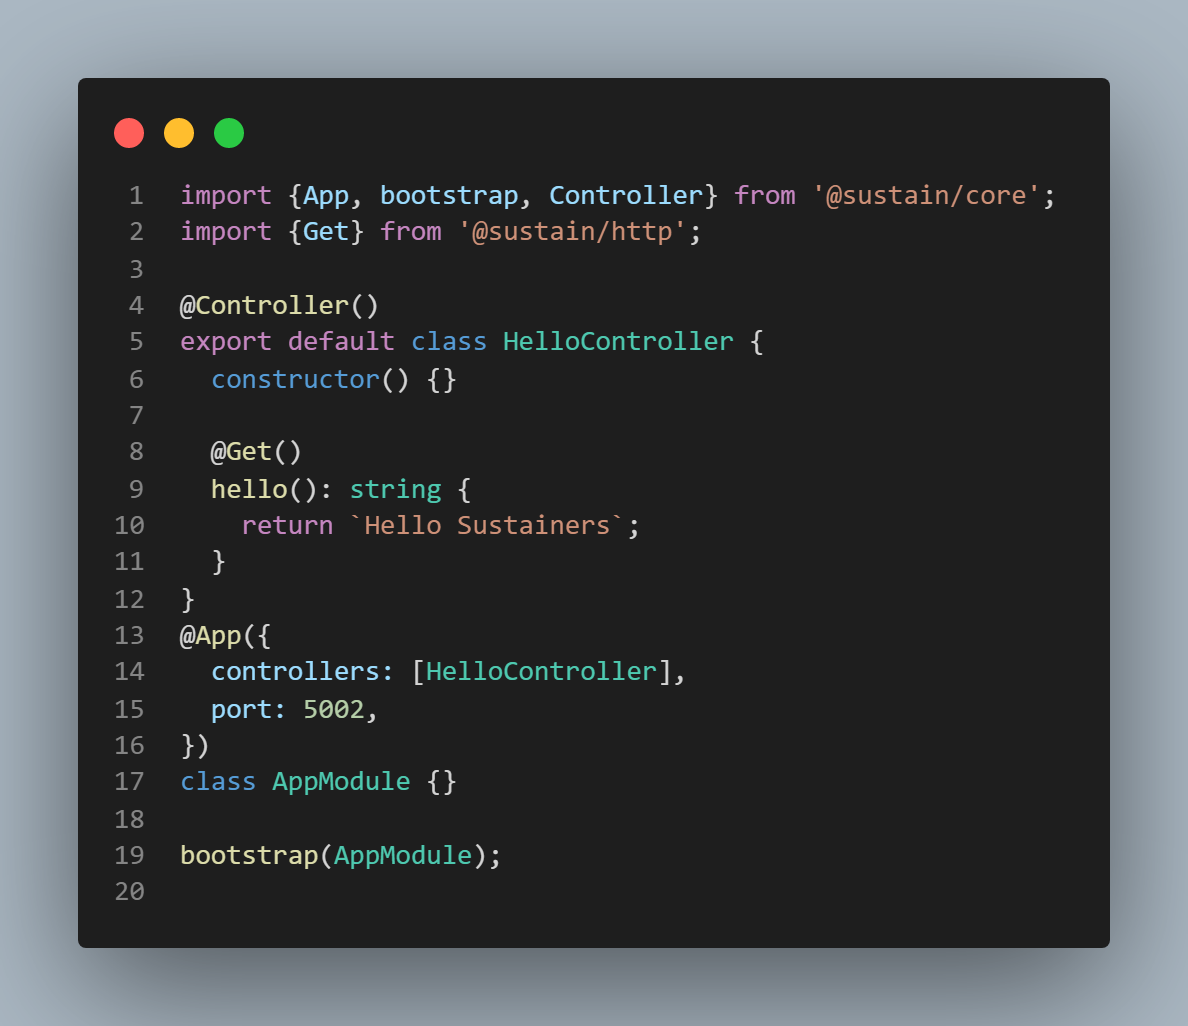 1 import {App, bootstrap, Controller} from '@sustain/core';
2 import {Get} from '@sustain/http';
3
4 @Controller()
5 export default class HelloController {
6   constructor() {}
7
8   @Get()
9   hello(): string {
10     return `Hello Sustainers`;
11   }
12 }
13 @App({
14   controllers: [HelloController],
15   port: 5002,
16 })
17 class AppModule {}
18
19 bootstrap(AppModule);
20